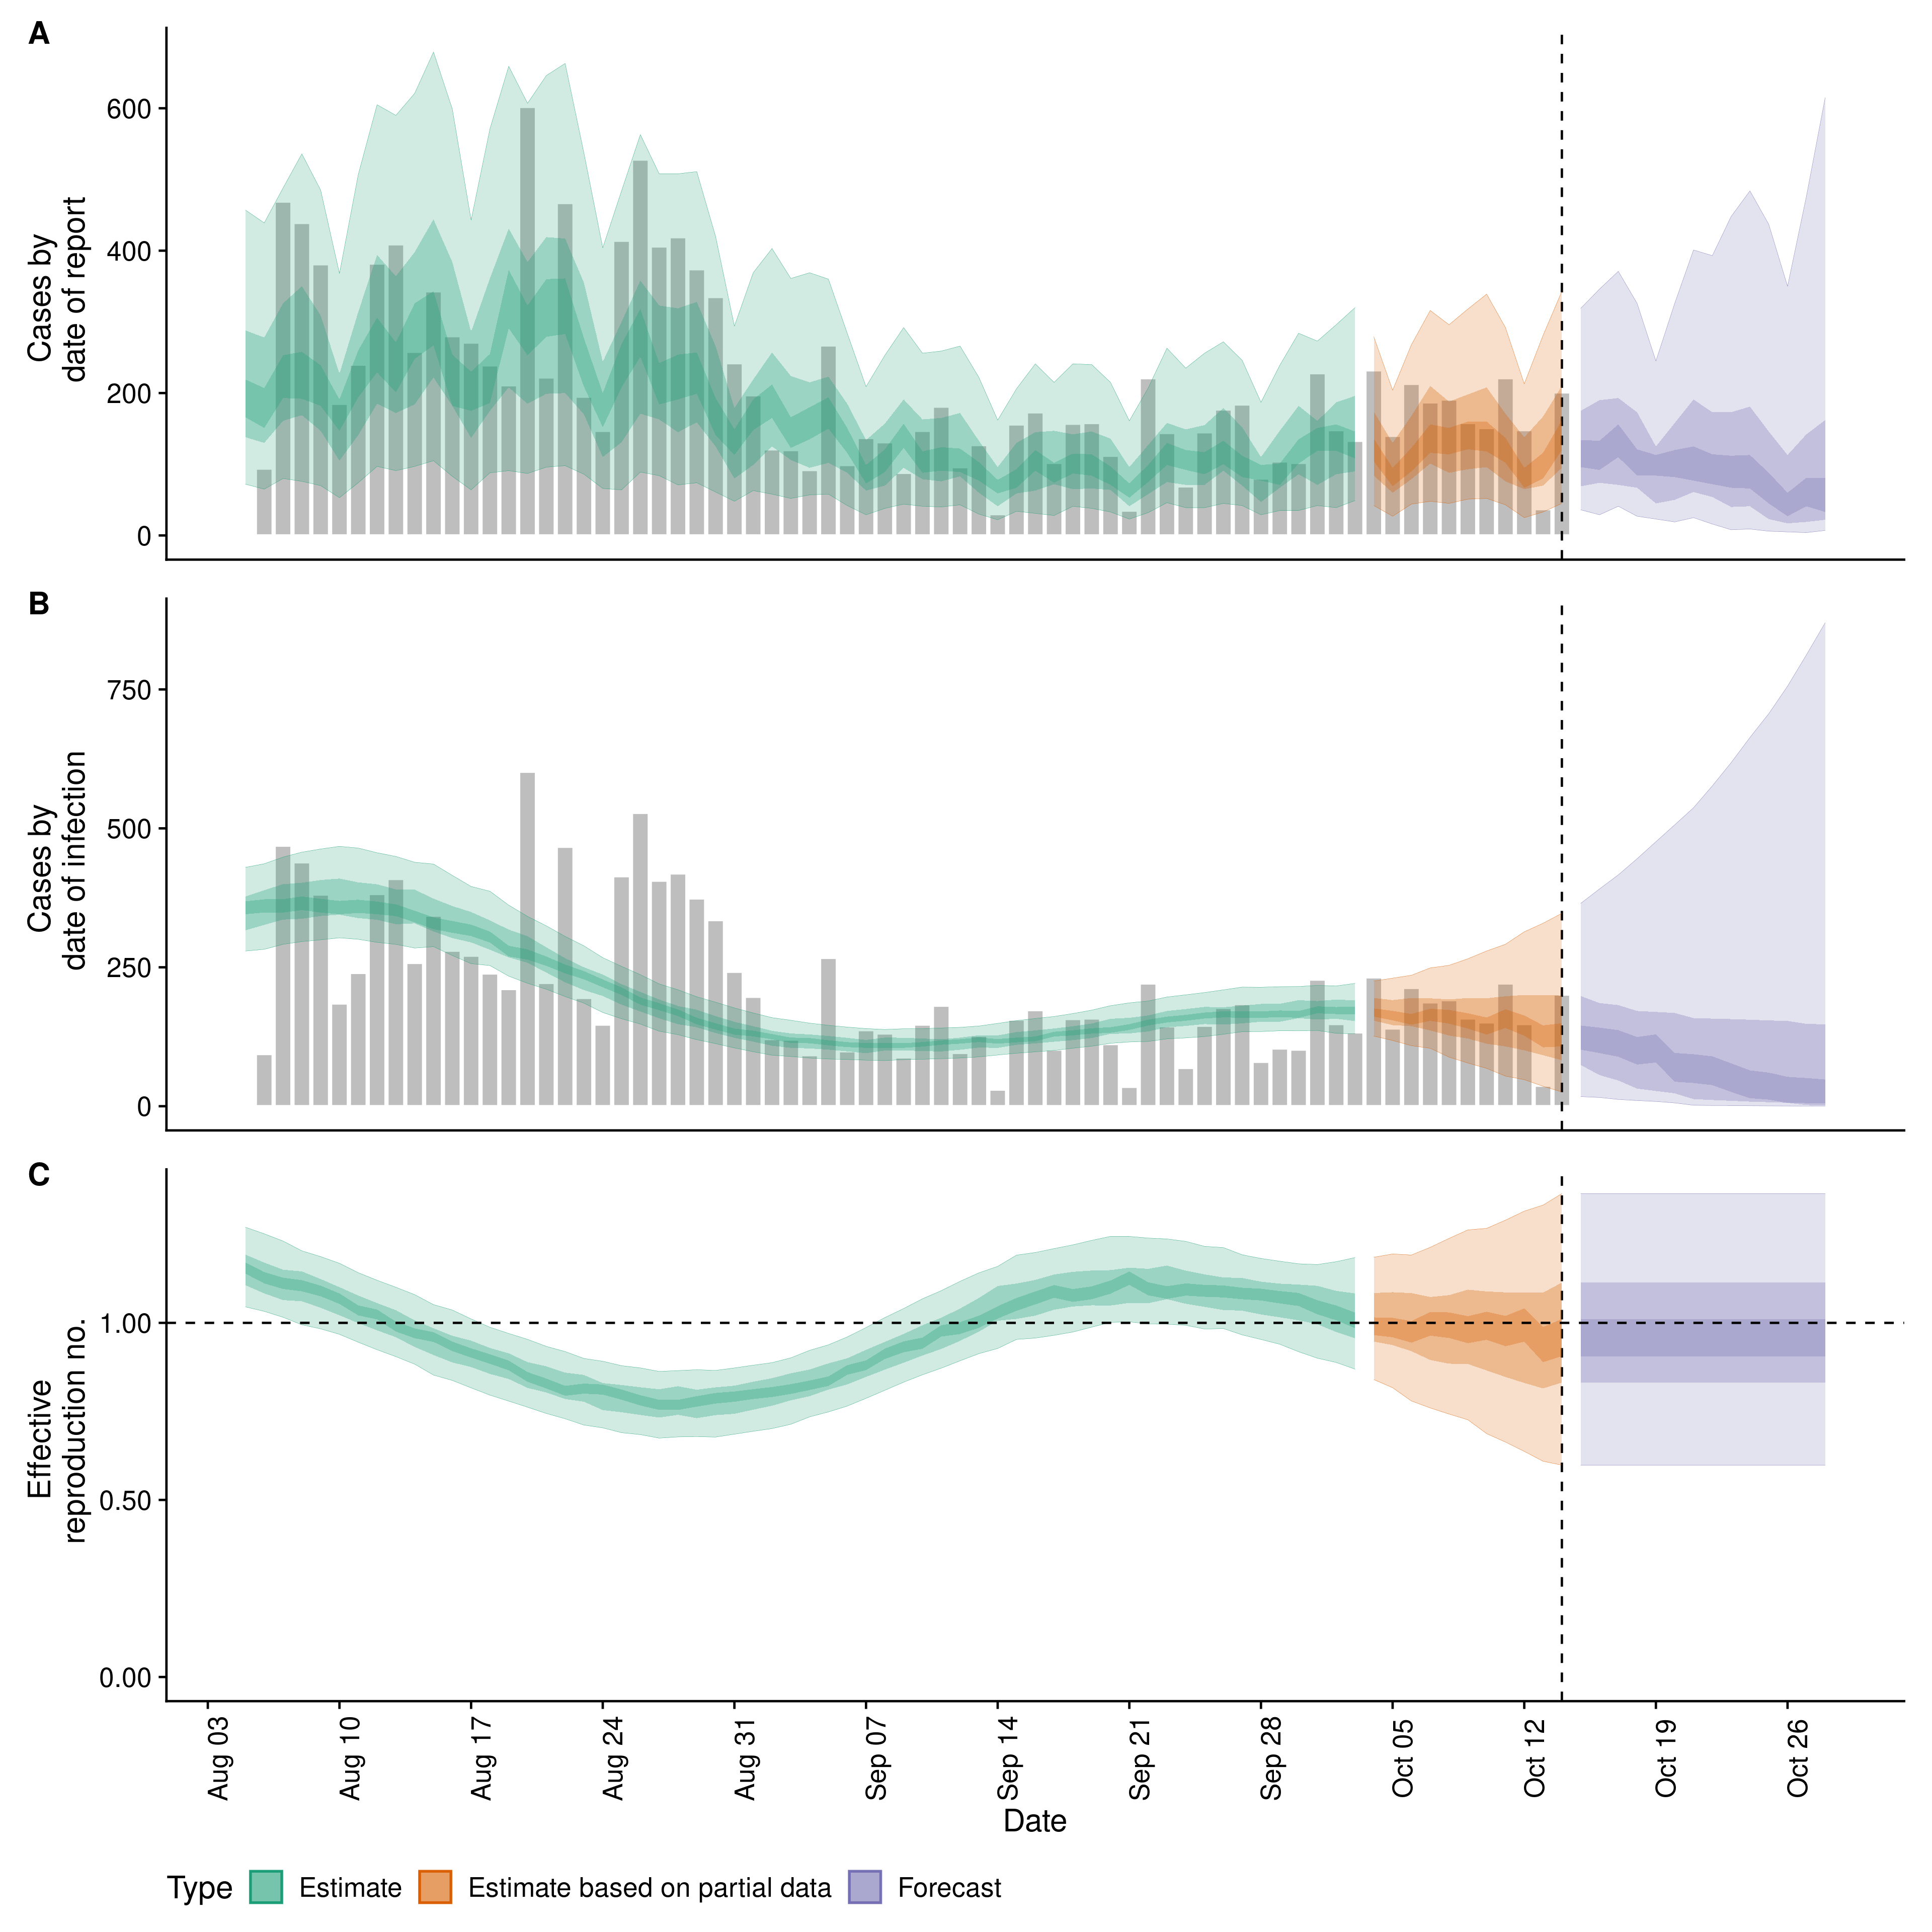 A
Cases by
date of report
600
400
200
0
B
Cases by
date of infection
750
500
250
0
C
Effective
reproduction no.
1.00
0.50
0.00
Aug 03
Aug 10
Aug 17
Aug 24
Aug 31
Sep 07
Sep 14
Sep 21
Sep 28
Oct 05
Oct 12
Oct 19
Oct 26
Date
Type Estimate Estimate based on partial data Forecast